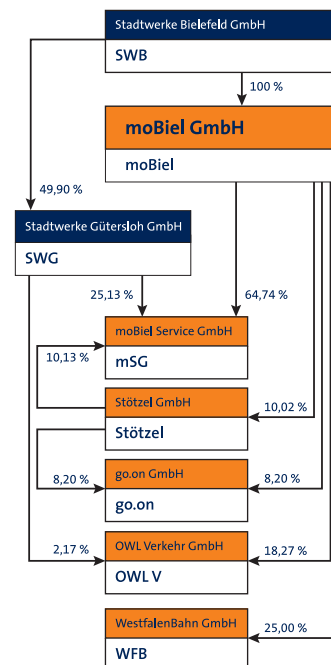 Stadtwerke Bielefeld GmbH
SWB
100 %
moBiel GmbH
moBiel
49,90 %
Stadtwerke Gütersloh GmbH
SWG
25,13 %
64,74 %
moBiel Service GmbH
mSG
10,13 %
Stötzel GmbH
Stötzel
10,02 %
go.on GmbH
go.on
8,20 %
8,20 %
OWL Verkehr GmbH
OWL V
2,17 %
18,27 %
WestfalenBahn GmbH
WFB
25,00 %